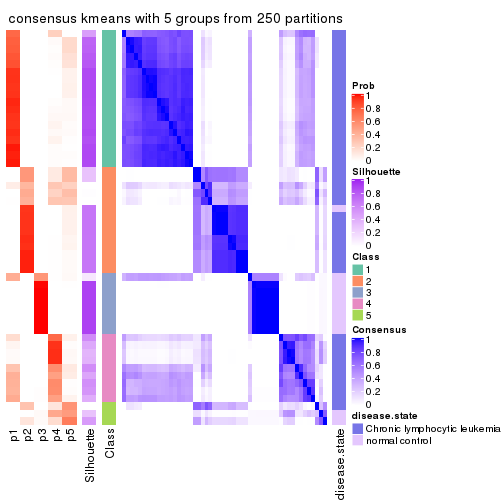 consensus kmeans with 5 groups from 250 partitions
Prob
1
0.8
0.6
0.4
0.2
0
Silhouette
1
0.8
0.6
0.4
0.2
0
Class
1
2
3
4
5
Consensus
1
0.8
0.6
0.4
0.2
0
disease.state
Chronic lymphocytic leukemia
normal control
p1
p2
p3
p4
p5
Silhouette
Class
disease.state